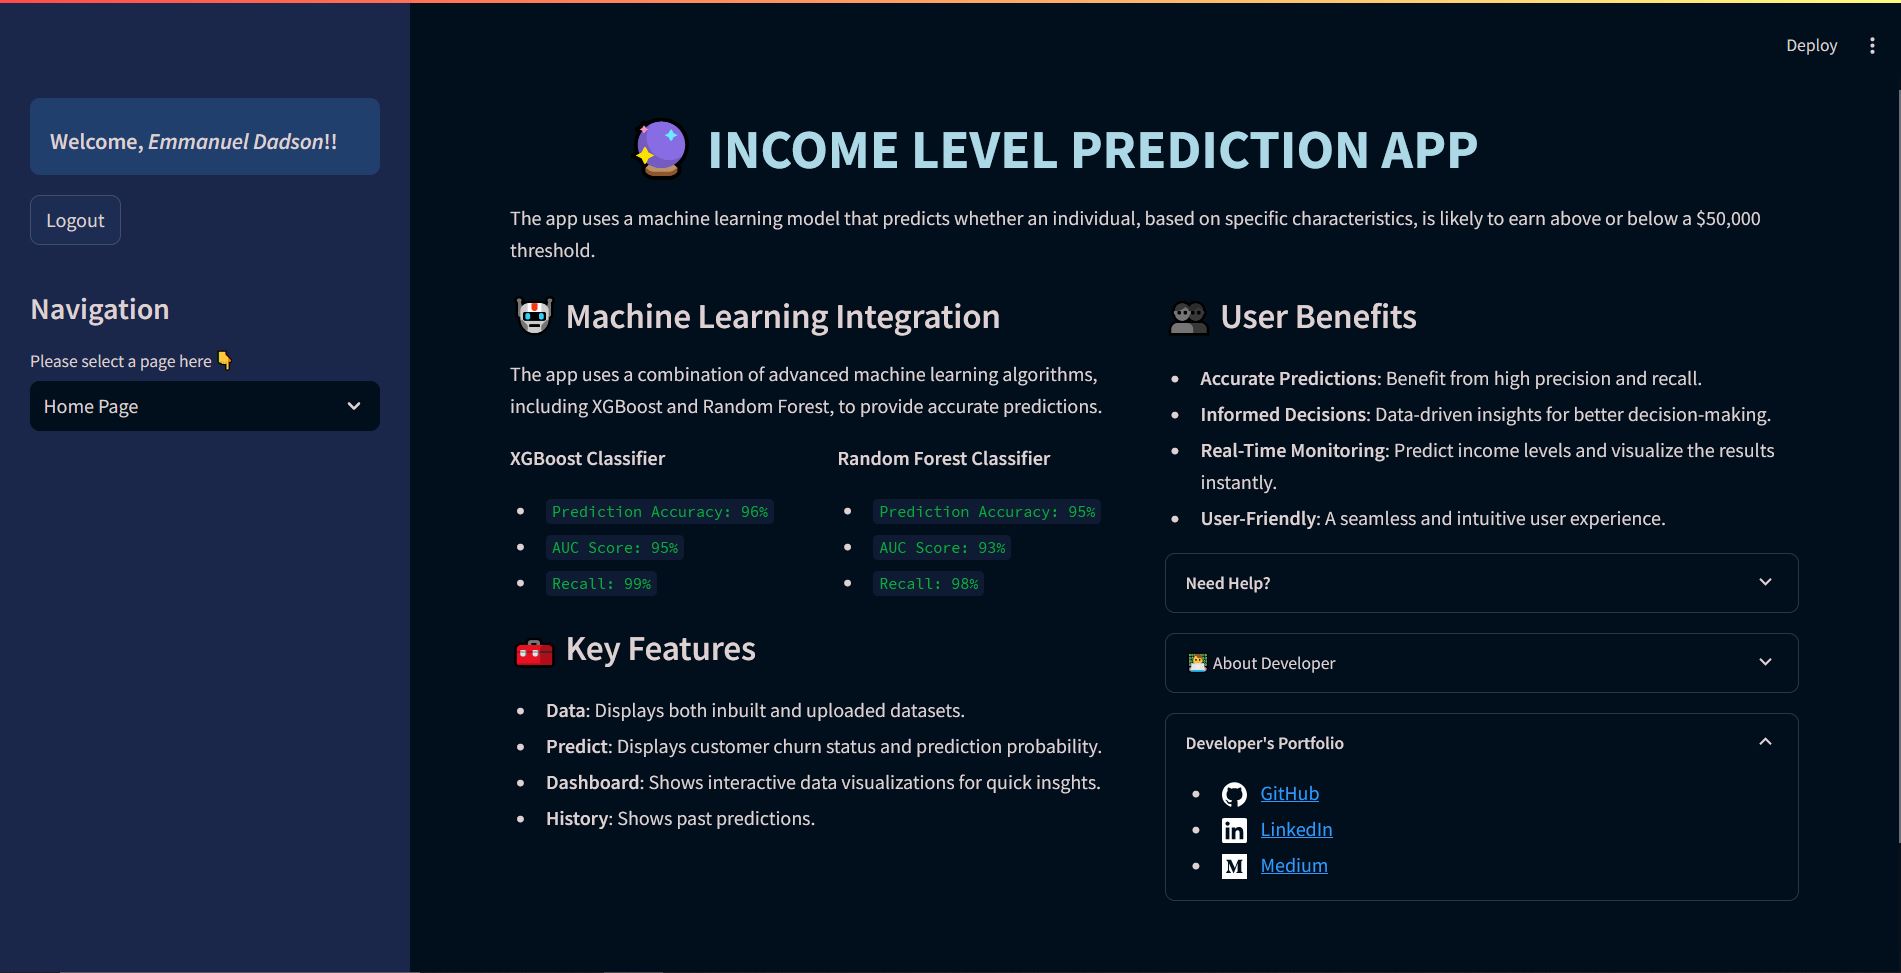 Deploy
Welcome, Emmanuel Dadson!!
Logout
Navigation
Please select a page here
Home Page
INCOME LEVEL PREDICTION APP
The app uses a machine learning model that predicts whether an individual, based on specific characteristics, is likely to earn above or below a $50,000
threshold.
Machine Learning Integration
The app uses a combination of advanced machine learning algorithms,
including XGBoost and Random Forest, to provide accurate predictions.
XGBoost Classifier
Prediction Accuracy: 96%
AUC Score: 95%
Recall: 99%
Random Forest Classifier
Prediction Accuracy: 95%
AUC Score: 93%
Recall: 98%
Key Features
Data: Displays both inbuilt and uploaded datasets.
Predict: Displays customer churn status and prediction probability.
Dashboard: Shows interactive data visualizations for quick insghts.
History: Shows past predictions.
User Benefits
Accurate Predictions: Benefit from high precision and recall.
Informed Decisions: Data-driven insights for better decision-making.
Real-Time Monitoring: Predict income levels and visualize the results
instantly.
User-Friendly: A seamless and intuitive user experience.
Need Help?
About Developer
Developer's Portfolio
GitHub
in LinkedIn
M Medium